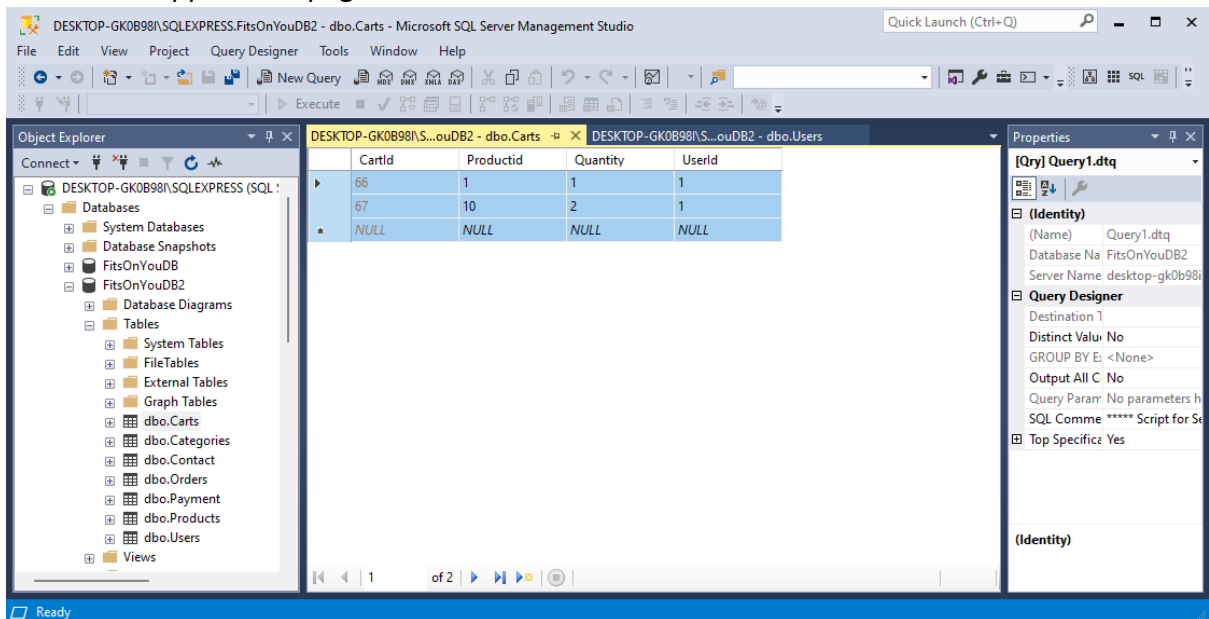 DESKTOP-GK0B98I\SQLEXPRESS.FitsOnYouDB2 - dbo.Carts - Microsoft SQL Server Management Studio
Quick Launch (Ctrl+Q)
File Edit View Project Query Designer Tools Window Help
New Query MDX DMX XMLA DAX SQL
Execute
Object Explorer
DESKTOP-GK0B98I\S...ouDB2 - dbo.Carts
DESKTOP-GK0B98I\S...ouDB2 - dbo.Users
Properties
Connect
DESKTOP-GK0B98I\SQLEXPRESS (SQL S
Databases
System Databases
Database Snapshots
FitsOnYouDB
FitsOnYouDB2
Database Diagrams
Tables
System Tables
FileTables
External Tables
Graph Tables
dbo.Carts
dbo.Categories
dbo.Contact
dbo.Orders
dbo.Payment
dbo.Products
dbo.Users
Views
CartId Productid Quantity UserId
66 1 1 1
67 10 2 1
NULL NULL NULL NULL
1 of 2
[Qry] Query1.dtq
(Identity)
(Name) Query1.dtq
Database Na FitsOnYouDB2
Server Name desktop-gk0b98i
Query Designer
Destination T
Distinct Valu No
GROUP BY E <None>
Output All C No
Query Param No parameters h
SQL Comme ***** Script for Se
Top Specifica Yes
(Identity)
Ready